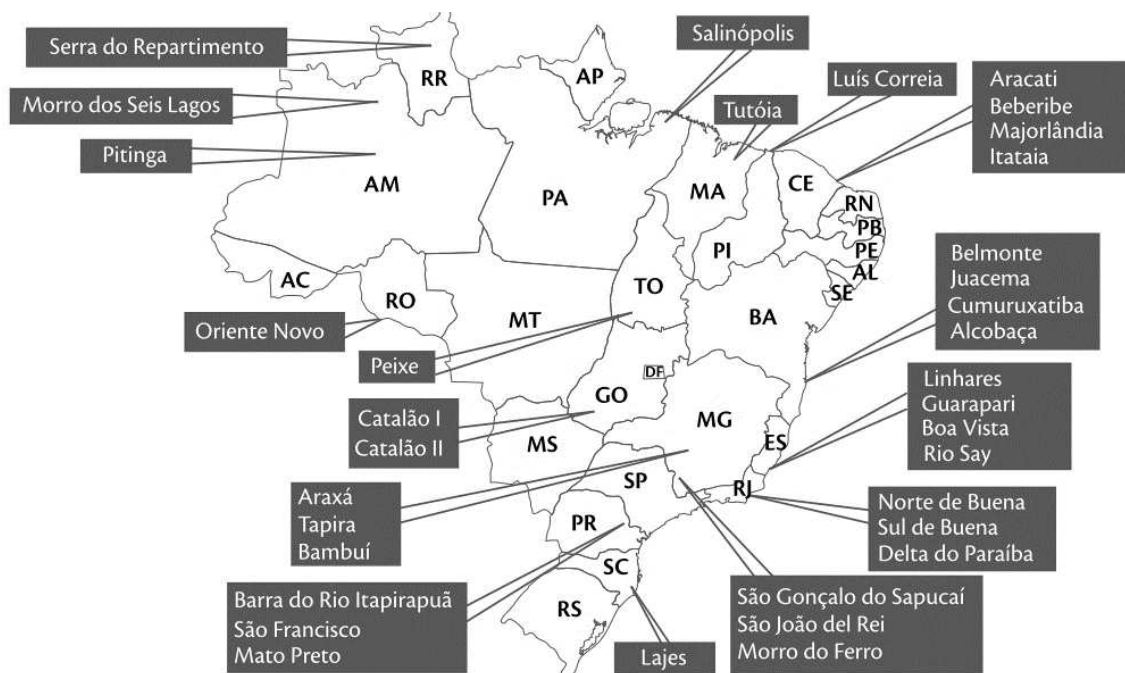 Serra do Repartimento
Morro dos Seis Lagos
Pitinga
Salinópolis
Tutóia
Luís Correia
Aracati
Beberibe
Majorlândia
Itataia
RR
AP
AM
PA
MA
CE
RN
PB
PE
AL
SE
PI
AC
RO
TO
MT
BA
Oriente Novo
Peixe
Belmonte
Juacema
Cumuruxatiba
Alcobaça
DF
GO
MG
ES
MS
Catalão I
Catalão II
Linhares
Guarapari
Boa Vista
Rio Say
SP
RJ
Araxá
Tapira
Bambuí
Norte de Buena
Sul de Buena
Delta do Paraíba
PR
SC
RS
Barra do Rio Itapirapuã
São Francisco
Mato Preto
Lajes
São Gonçalo do Sapucaí
São João del Rei
Morro do Ferro